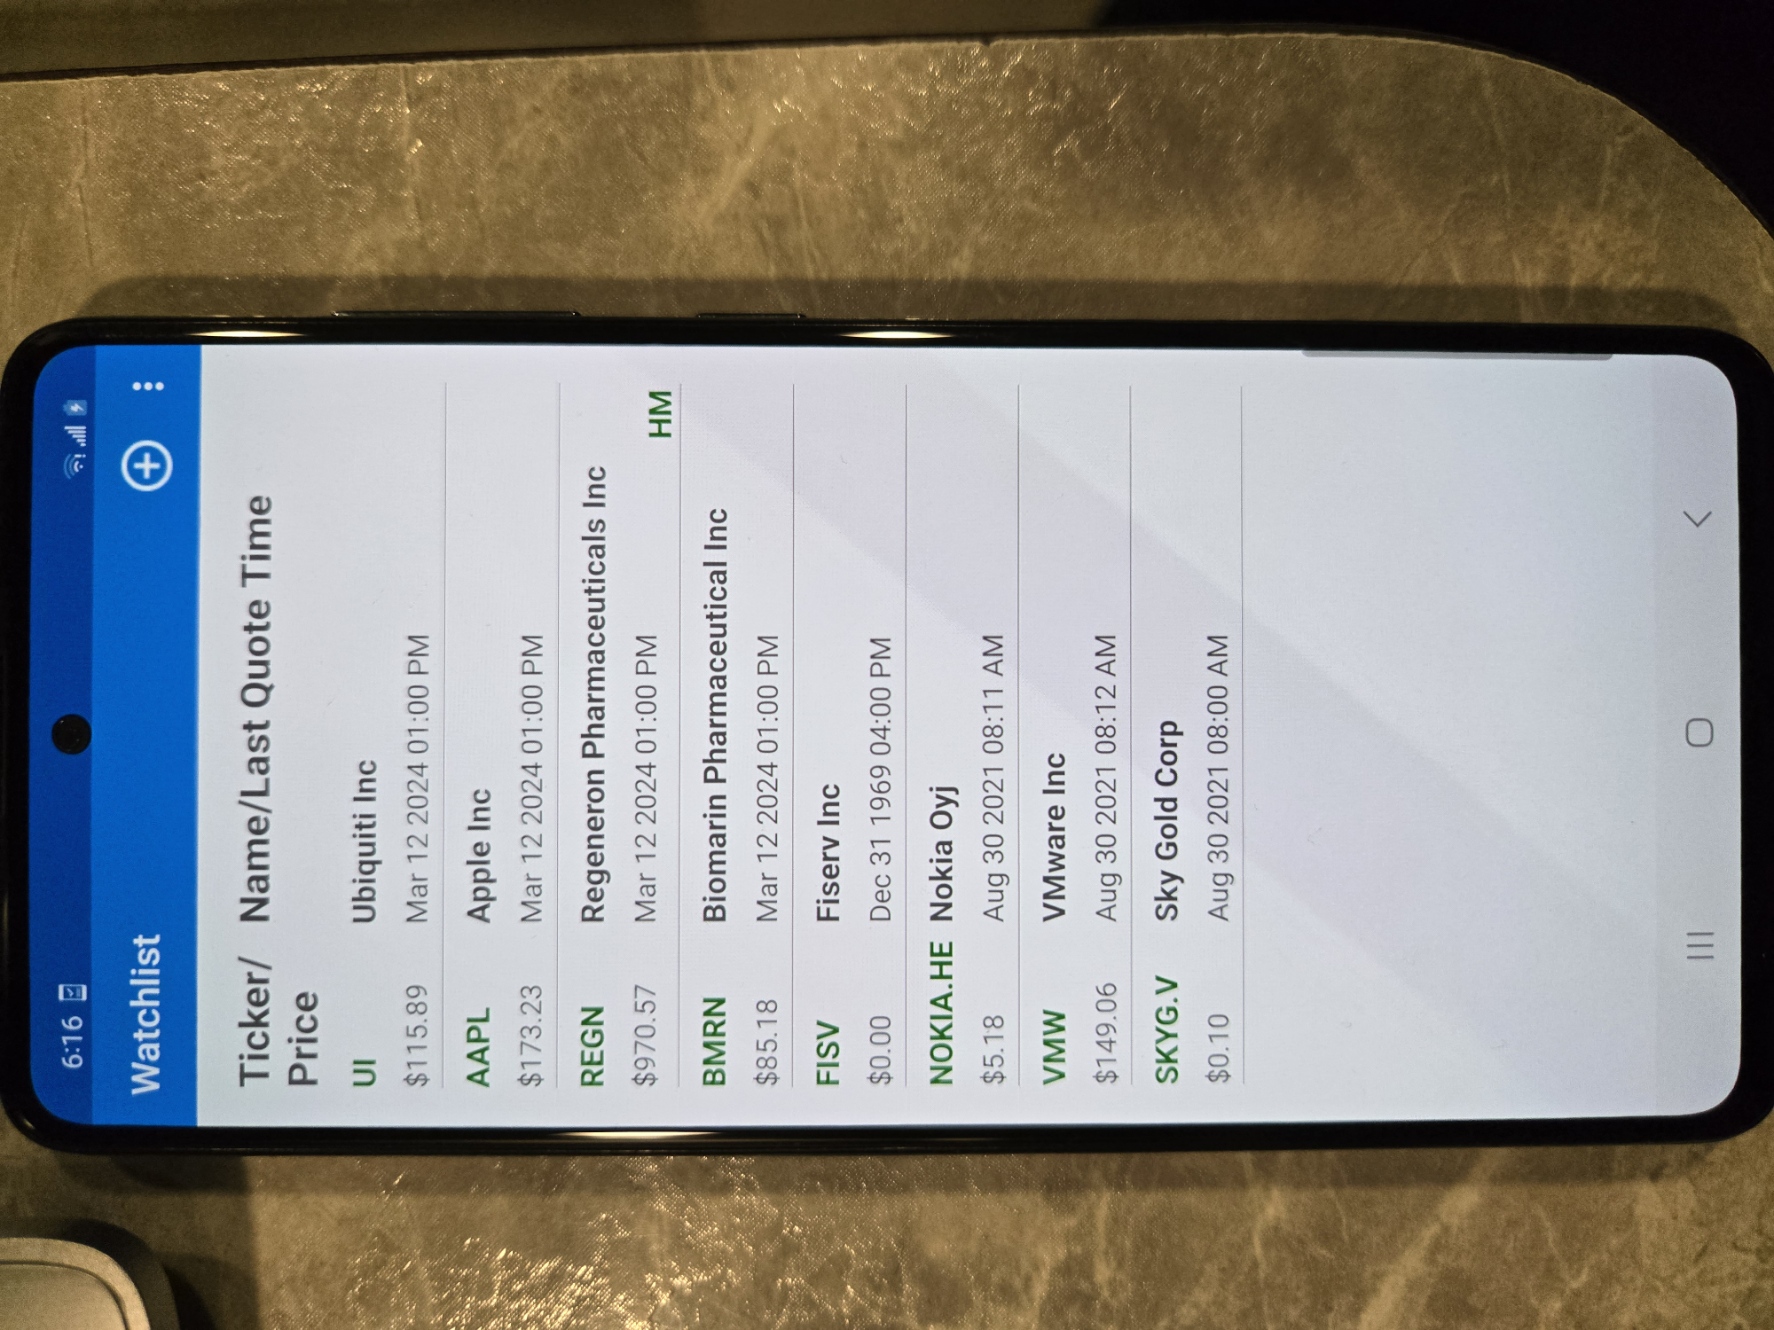 6:16
Watchlist
Ticker/ Name/Last Quote Time
Price
UI Ubiquiti Inc
$115.89 Mar 12 2024 01:00 PM
AAPL Apple Inc
$173.23 Mar 12 2024 01:00 PM
REGN Regeneron Pharmaceuticals Inc
$970.57 Mar 12 2024 01:00 PM HM
BMRN Biomarin Pharmaceutical Inc
$85.18 Mar 12 2024 01:00 PM
FISV Fiserv Inc
$0.00 Dec 31 1969 04:00 PM
NOKIA.HE Nokia Oyj
$5.18 Aug 30 2021 08:11 AM
VMW VMware Inc
$149.06 Aug 30 2021 08:12 AM
SKYG.V Sky Gold Corp
$0.10 Aug 30 2021 08:00 AM